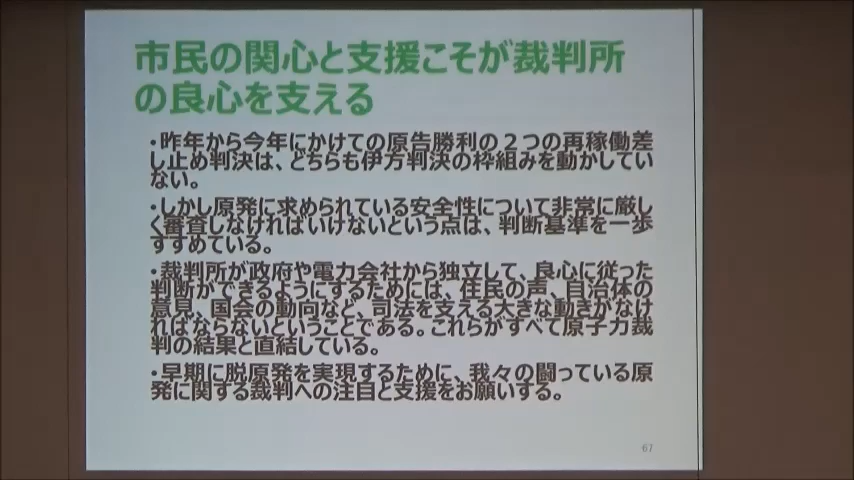 市民の関心と支援こそが裁判所
の良心を支える
・昨年から今年にかけての原告勝利の２つの再稼働差
し止め判決は、どちらも伊方判決の枠組みを動かしてい
ない。
・しかし原発に求められている安全性について非常に厳し
く審査しなければいけないという点は、判断基準を一歩
すすめている。
・裁判所が政府や電力会社から独立して、良心に従った
判断ができるようにするためには、住民の声、自治体の
意見、国会の動向など、司法を支える大きな動きがなけ
ればならないということである。これらがすべて原子力裁
判の結果と直結している。
・早期に脱原発を実現するために、我々の闘っている原
発に関する裁判への注目と支援をお願いする。
67